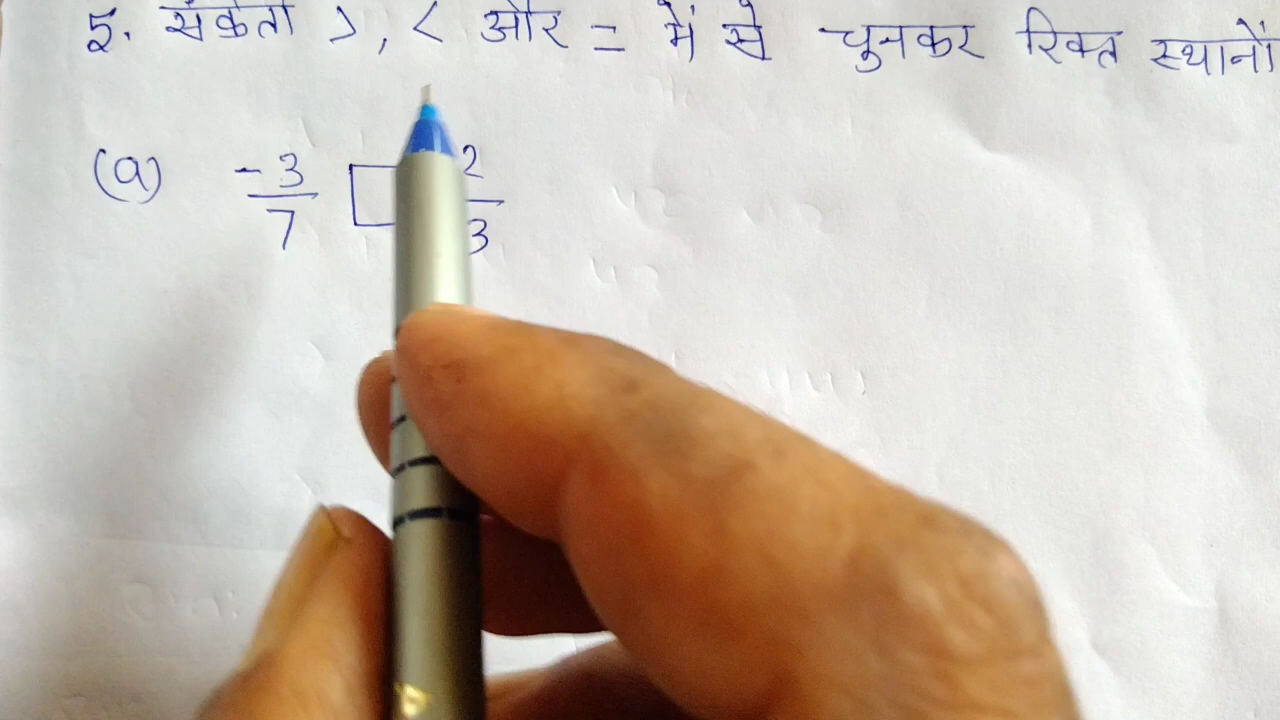 5. संकेतों >, < और = में से चुनकर रिक्त स्थानों
(a) -3/7 □ 2/3